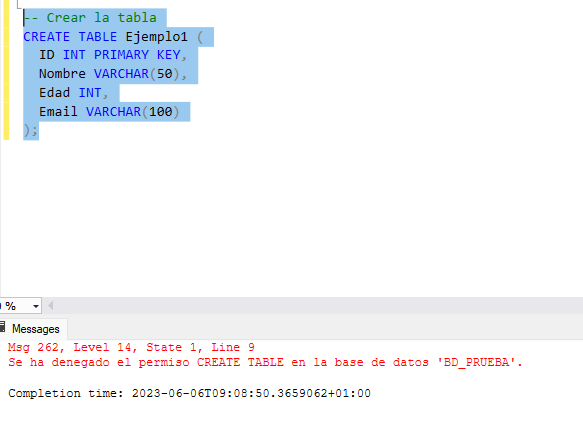 -- Crear la tabla
CREATE TABLE Ejemplo1 (
ID INT PRIMARY KEY,
Nombre VARCHAR(50),
Edad INT,
Email VARCHAR(100)
);
%
Messages
Msg 262, Level 14, State 1, Line 9
Se ha denegado el permiso CREATE TABLE en la base de datos 'BD_PRUEBA'.
Completion time: 2023-06-06T09:08:50.3659062+01:00